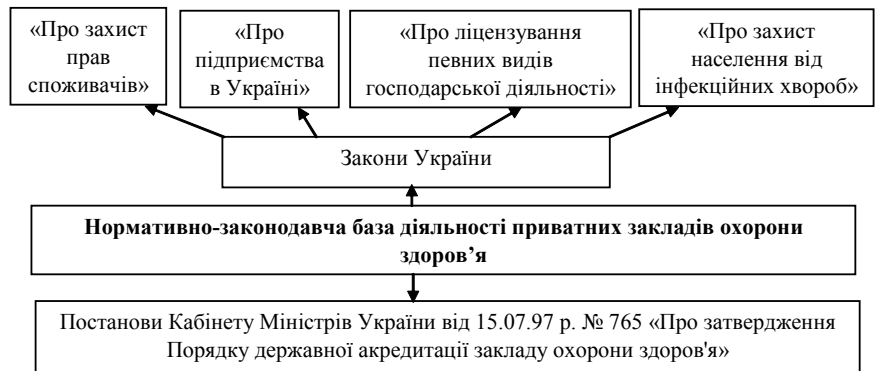 «Про захист
прав
споживачів»
«Про
підприємства
в Україні»
«Про ліцензування
певних видів
господарської діяльності»
«Про захист
населення від
інфекційних хвороб»
Закони України
Нормативно-законодавча база діяльності приватних закладів охорони
здоров’я
Постанови Кабінету Міністрів України від 15.07.97 р. № 765 «Про затвердження
Порядку державної акредитації закладу охорони здоров'я»